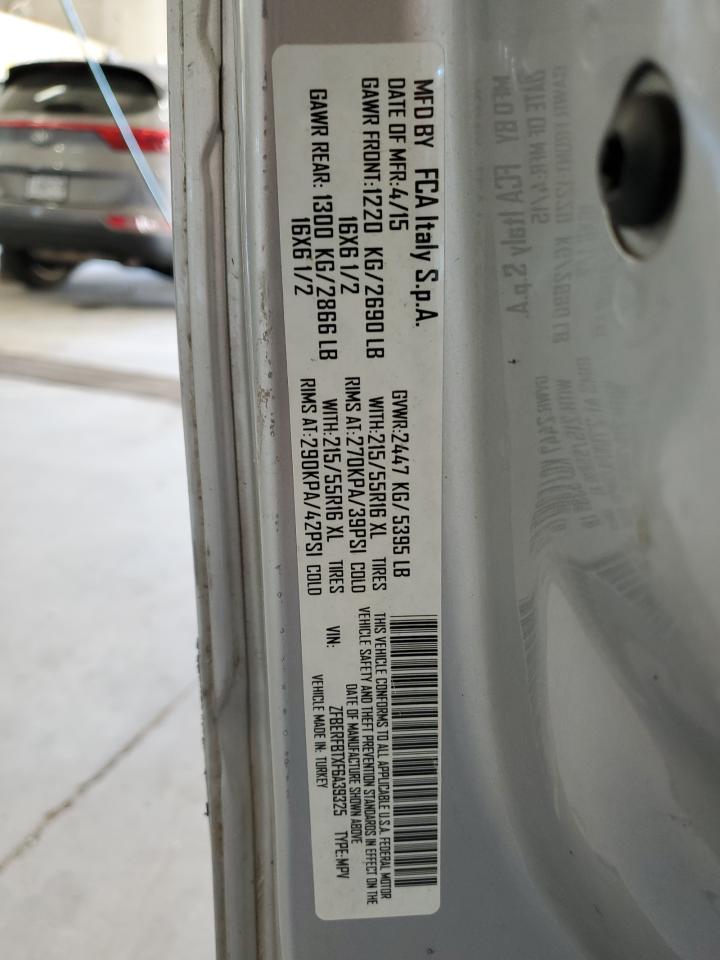 MFD BY FCA Italy S.p.A.
DATE OF MFR:4/15 GVWR:2447 KG/5395 LB
GAWR FRONT:1220 KG/2690 LB WITH:215/55R16 XL TIRES
16X6 1/2 RIMS AT:270KPA/39PSI COLD
GAWR REAR: 1300 KG/2866 LB WITH:215/55R16 XL TIRES
16X6 1/2 RIMS AT:290KPA/42PSI COLD
THIS VEHICLE CONFORMS TO ALL APPLICABLE U.S.A. FEDERAL MOTOR
VEHICLE SAFETY AND THEFT PREVENTION STANDARDS IN EFFECT ON THE
DATE OF MANUFACTURE SHOWN ABOVE
VIN: ZFBERFBTXF6A39325 TYPE:MPV
VEHICLE MADE IN: TURKEY